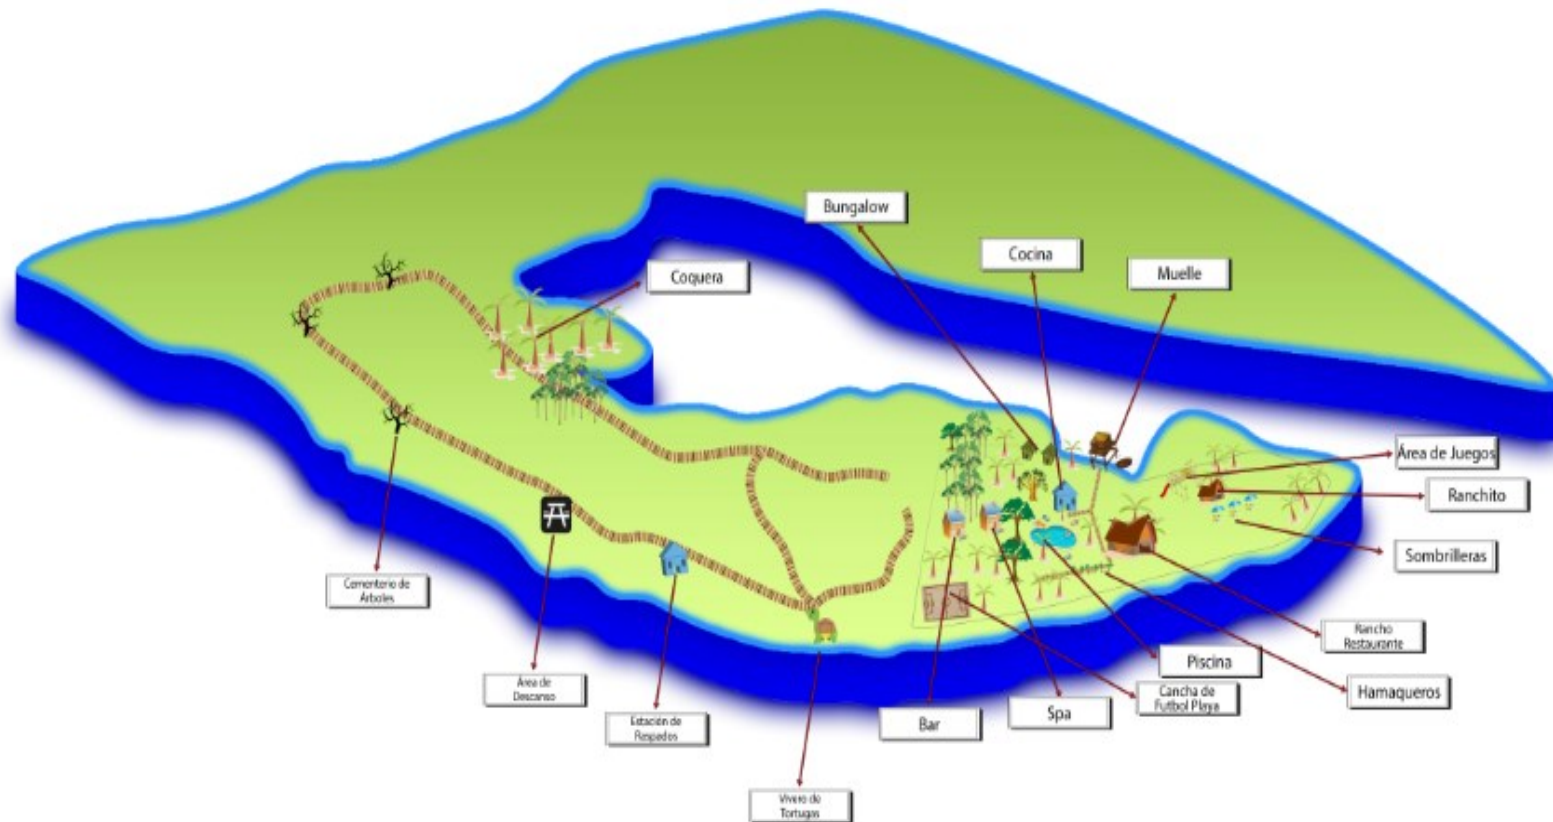 Bungalow
Cocina
Muelle
Coquera
Área de Juegos
Ranchito
Sombrilleras
Cementerio de
Árboles
Rancho
Restaurante
Piscina
Hamaqueros
Área de
Descanso
Cancha de
Futbol Playa
Spa
Bar
Estación de
Raspados
Vivero de
Tortugas